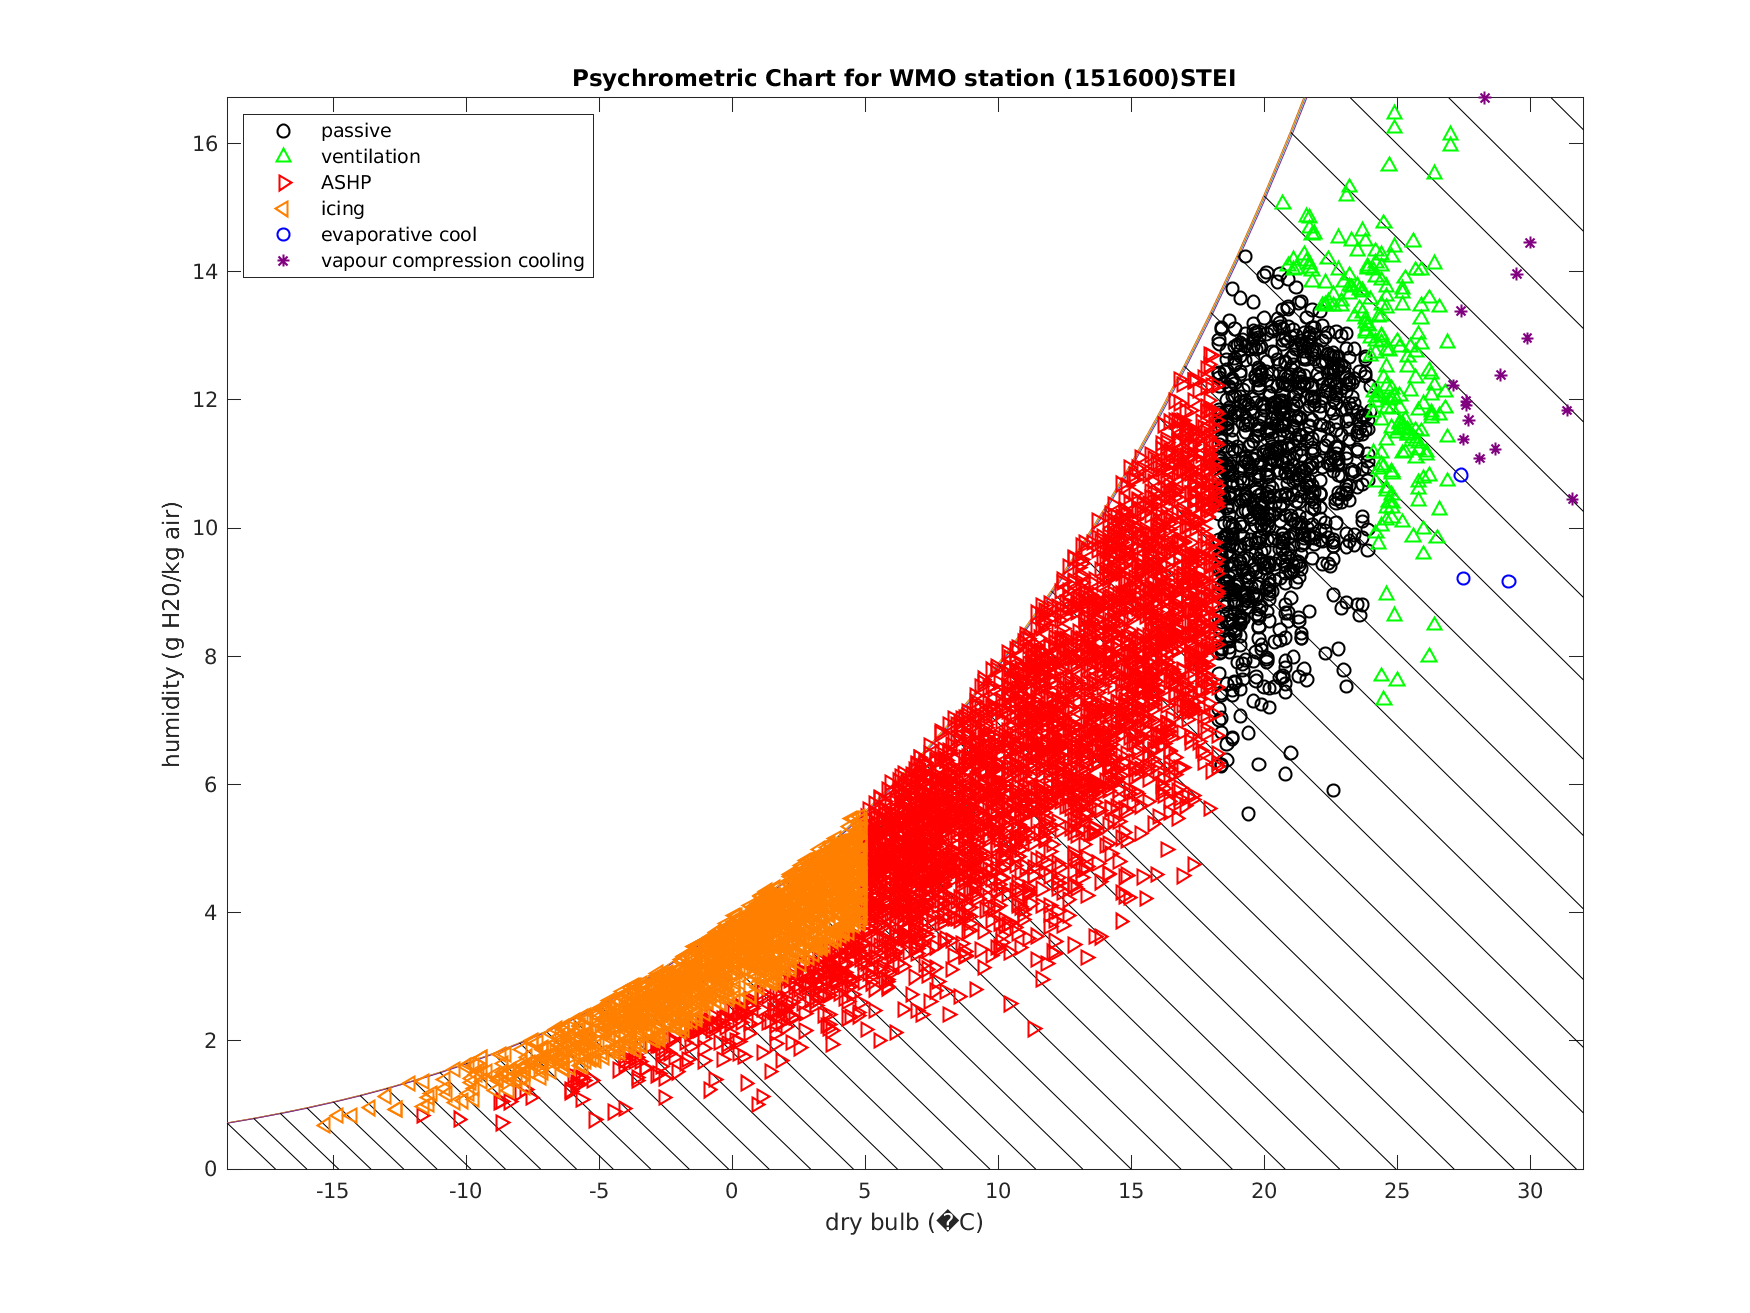 Psychrometric Chart for WMO station (151600)STEI
passive
ventilation
ASHP
icing
evaporative cool
vapour compression cooling
humidity (g H20/kg air)
16
14
12
10
8
6
4
2
0
-15 -10 -5 0 5 10 15 20 25 30
dry bulb (�C)